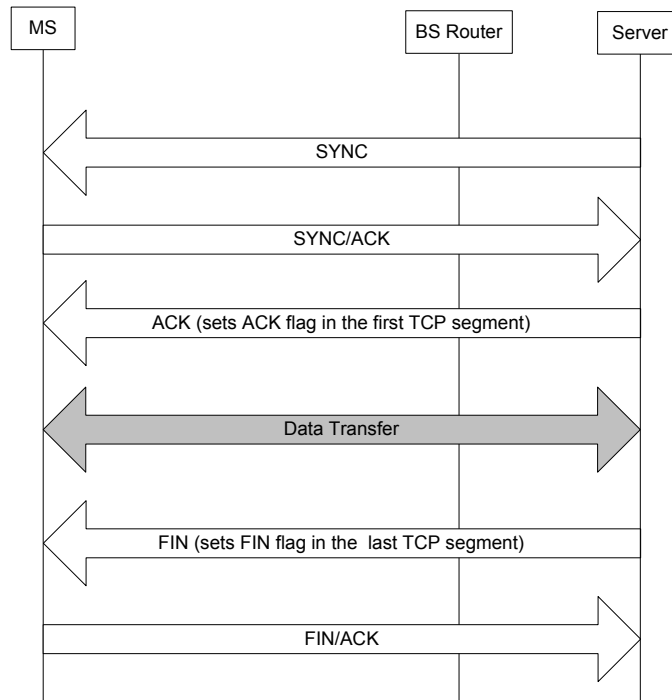 MS
BS Router
Server
SYNC
SYNC/ACK
ACK (sets ACK flag in the first TCP segment)
Data Transfer
FIN (sets FIN flag in the last TCP segment)
FIN/ACK